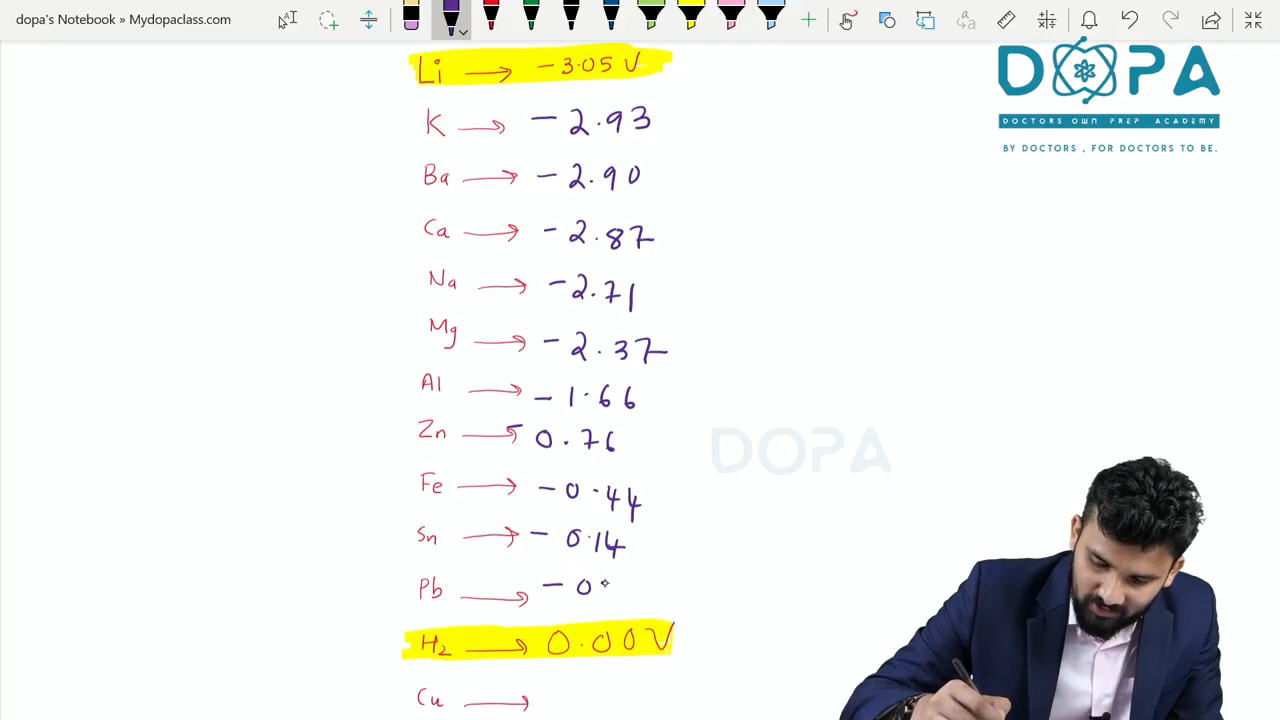 dopa's Notebook » Mydopaclass.com
Li → -3.05 V
K → -2.93
Ba → -2.90
Ca → -2.87
Na → -2.71
Mg → -2.37
Al → -1.66
Zn → -0.76
Fe → -0.44
Sn → -0.14
Pb → -0.
H₂ → 0.00 V
Cu →
DOPA
DOCTORS OWN PREP ACADEMY
BY DOCTORS , FOR DOCTORS TO BE.
DOPA